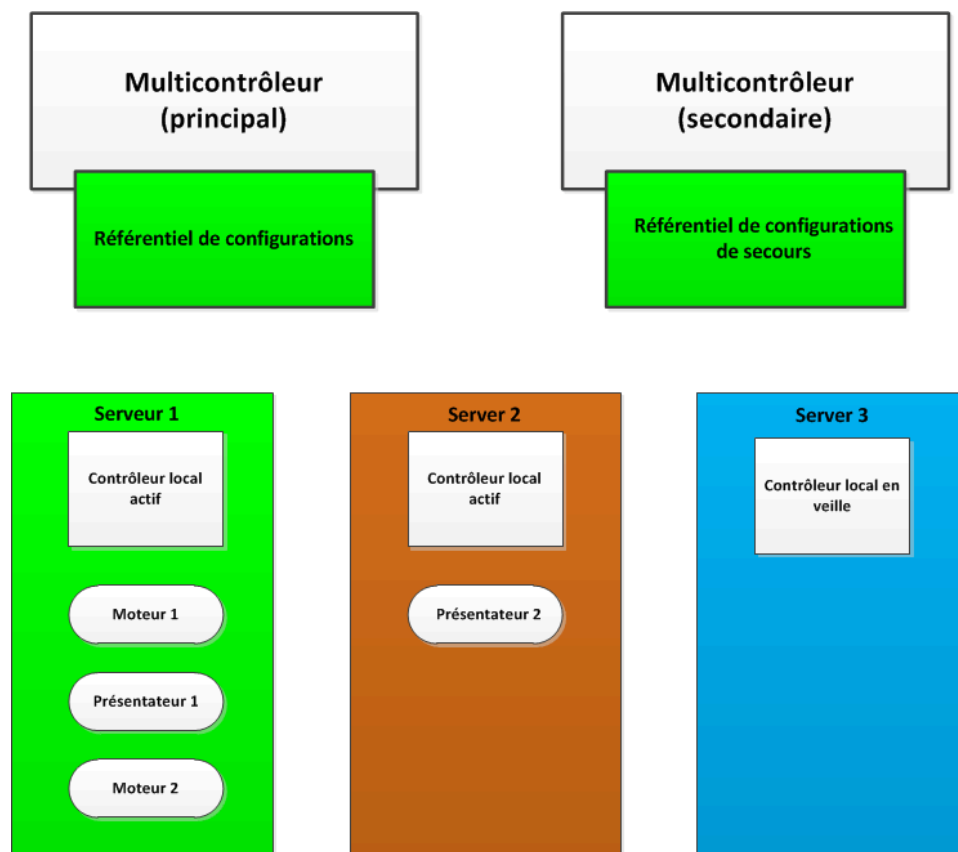 Multicontrôleur
(principal)
Référentiel de configurations
Multicontrôleur
(secondaire)
Référentiel de configurations
de secours
Serveur 1
Contrôleur local
actif
Moteur 1
Présentateur 1
Moteur 2
Server 2
Contrôleur local
actif
Présentateur 2
Server 3
Contrôleur local en
veille